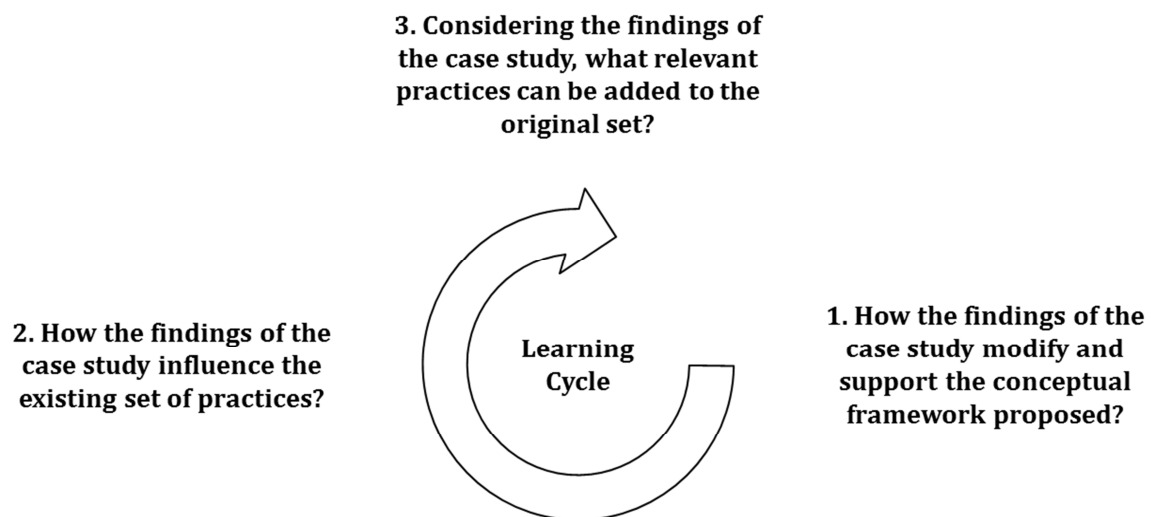 3. Considering the findings of
the case study, what relevant
practices can be added to the
original set?
2. How the findings of the
case study influence the
existing set of practices?
Learning
Cycle
1. How the findings of the
case study modify and
support the conceptual
framework proposed?